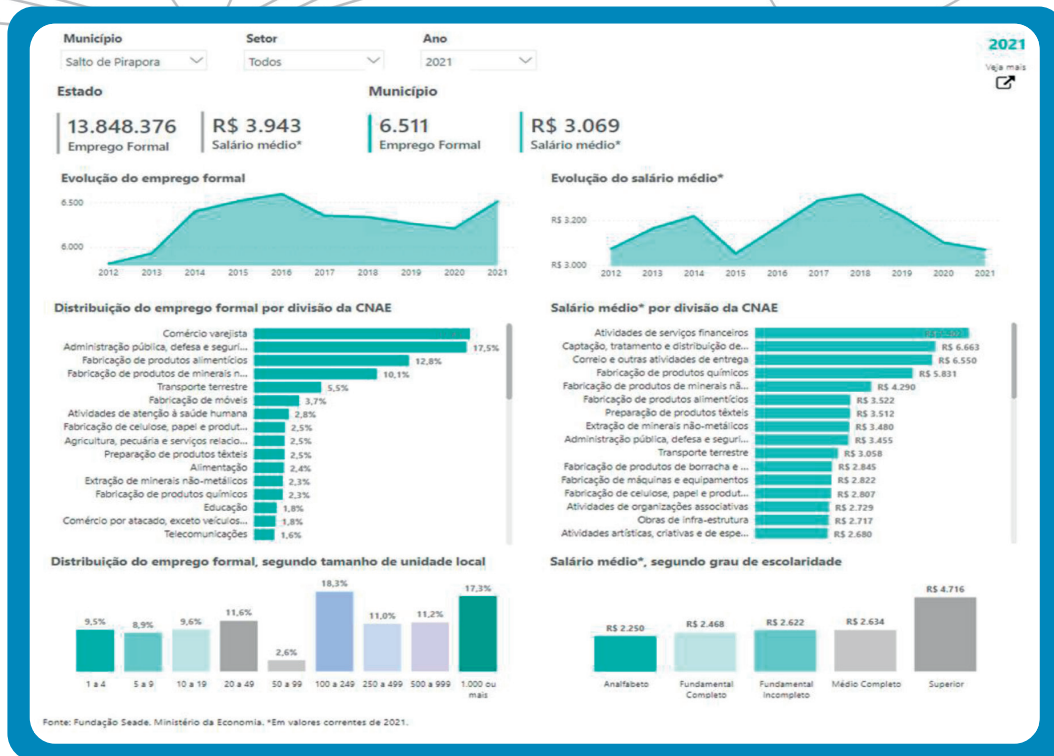 Município Setor Ano
Salto de Pirapora Todos 2021
2021
Veja mais
Estado Município
13.848.376 R$ 3.943 6.511 R$ 3.069
Emprego Formal Salário médio* Emprego Formal Salário médio*
Evolução do emprego formal
6.500
6.000
2012 2013 2014 2015 2016 2017 2018 2019 2020 2021
Evolução do salário médio*
R$ 3.200
R$ 3.000
2012 2013 2014 2015 2016 2017 2018 2019 2020 2021
Distribuição do emprego formal por divisão da CNAE
Comércio varejista
Administração pública, defesa e seguri... 17,5%
Fabricação de produtos alimentícios 12,8%
Fabricação de produtos de minerais n... 10,1%
Transporte terrestre 5,5%
Fabricação de móveis 3,7%
Atividades de atenção à saúde humana 2,8%
Fabricação de celulose, papel e produt... 2,5%
Agricultura, pecuária e serviços relacio... 2,5%
Preparação de produtos têxteis 2,5%
Alimentação 2,4%
Extração de minerais não-metálicos 2,3%
Fabricação de produtos químicos 2,3%
Educação 1,8%
Comércio por atacado, exceto veículos... 1,8%
Telecomunicações 1,6%
Salário médio* por divisão da CNAE
Atividades de serviços financeiros
Captação, tratamento e distribuição de... R$ 6.663
Correio e outras atividades de entrega R$ 6.550
Fabricação de produtos químicos R$ 5.831
Fabricação de produtos de minerais nã... R$ 4.290
Fabricação de produtos alimentícios R$ 3.522
Preparação de produtos têxteis R$ 3.512
Extração de minerais não-metálicos R$ 3.480
Administração pública, defesa e seguri... R$ 3.455
Transporte terrestre R$ 3.058
Fabricação de produtos de borracha e ... R$ 2.845
Fabricação de máquinas e equipamentos R$ 2.822
Fabricação de celulose, papel e produt... R$ 2.807
Atividades de organizações associativas R$ 2.729
Obras de infra-estrutura R$ 2.717
Atividades artísticas, criativas e de espe... R$ 2.680
Distribuição do emprego formal, segundo tamanho de unidade local
9,5% 8,9% 9,6% 11,6% 2,6% 18,3% 11,0% 11,2% 17,3%
1 a 4 5 a 9 10 a 19 20 a 49 50 a 99 100 a 249 250 a 499 500 a 999 1.000 ou
mais
Salário médio*, segundo grau de escolaridade
R$ 2.250 R$ 2.468 R$ 2.622 R$ 2.634 R$ 4.716
Analfabeto Fundamental Fundamental Médio Completo Superior
Completo Incompleto
Fonte: Fundação Seade. Ministério da Economia. *Em valores correntes de 2021.